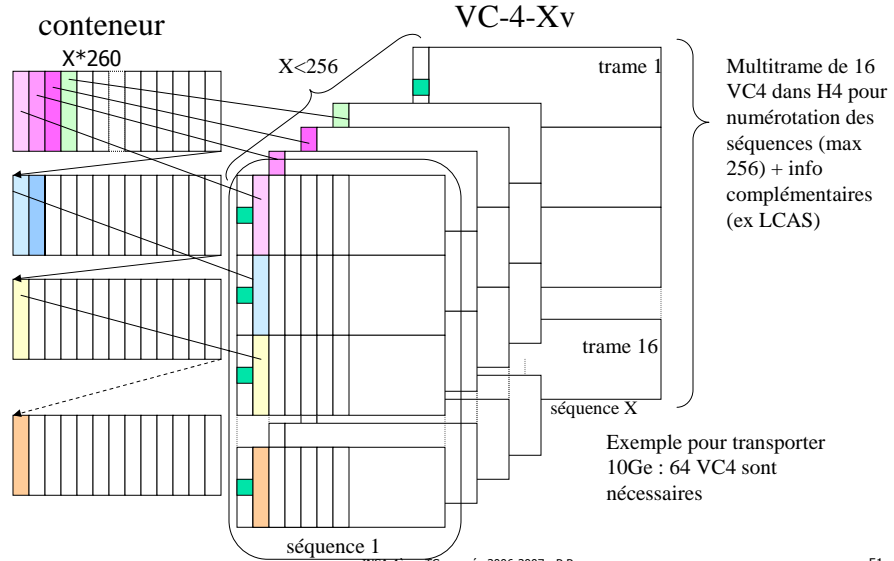 conteneur
X*260
VC-4-Xv
X<256
trame 1
Multitrame de 16
VC4 dans H4 pour
numérotation des
séquences (max
256) + info
complémentaires
(ex LCAS)
trame 16
séquence X
Exemple pour transporter
10Ge : 64 VC4 sont
nécessaires
séquence 1